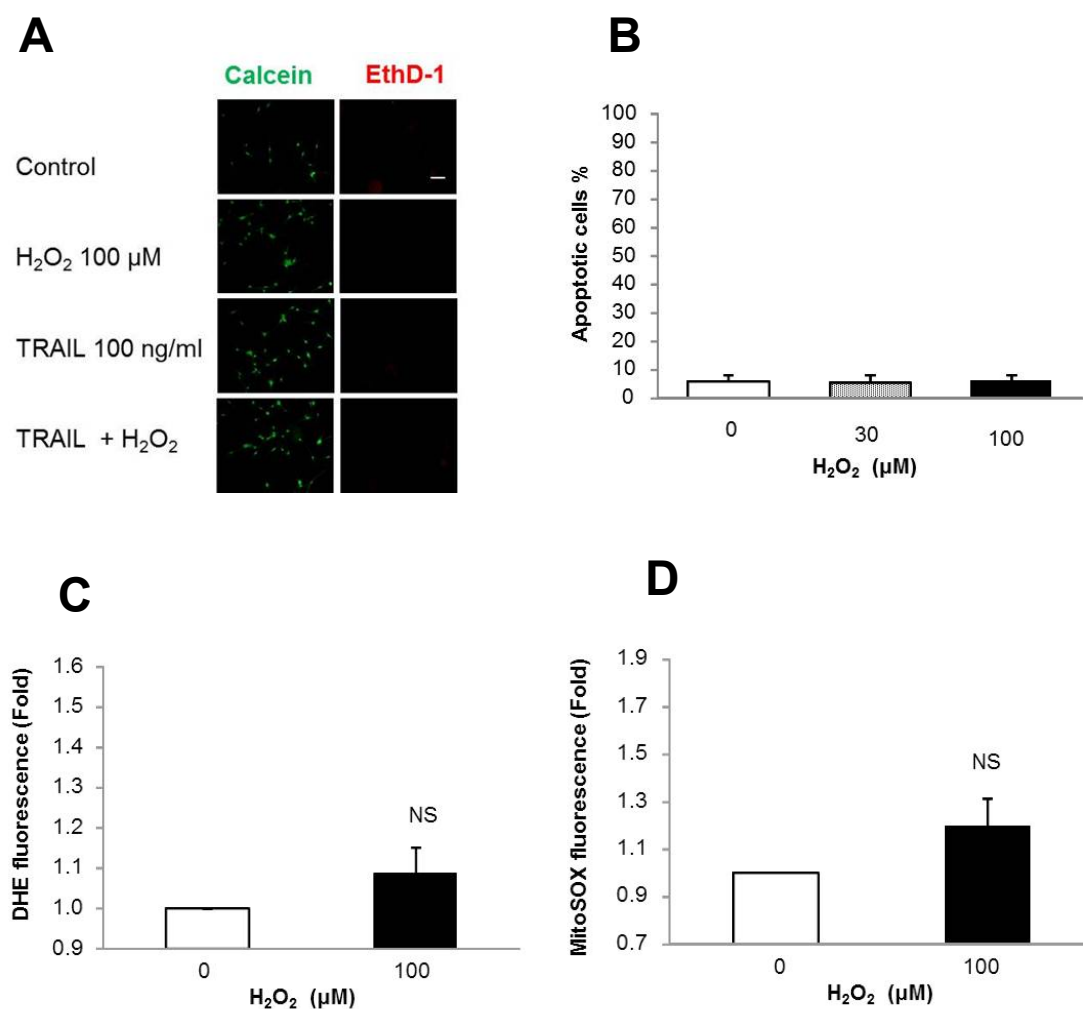 A
Calcein EthD-1
Control
H₂O₂ 100 µM
TRAIL 100 ng/ml
TRAIL + H₂O₂
B
Apoptotic cells %
100
90
80
70
60
50
40
30
20
10
0
0 30 100
H₂O₂ (µM)
C
DHE fluorescence (Fold)
1.6
1.5
1.4
1.3
1.2
1.1
1.0
0.9
NS
0 100
H₂O₂ (µM)
D
MitoSOX fluorescence (Fold)
1.9
1.7
1.5
1.3
1.1
0.9
0.7
NS
0 100
H₂O₂ (µM)